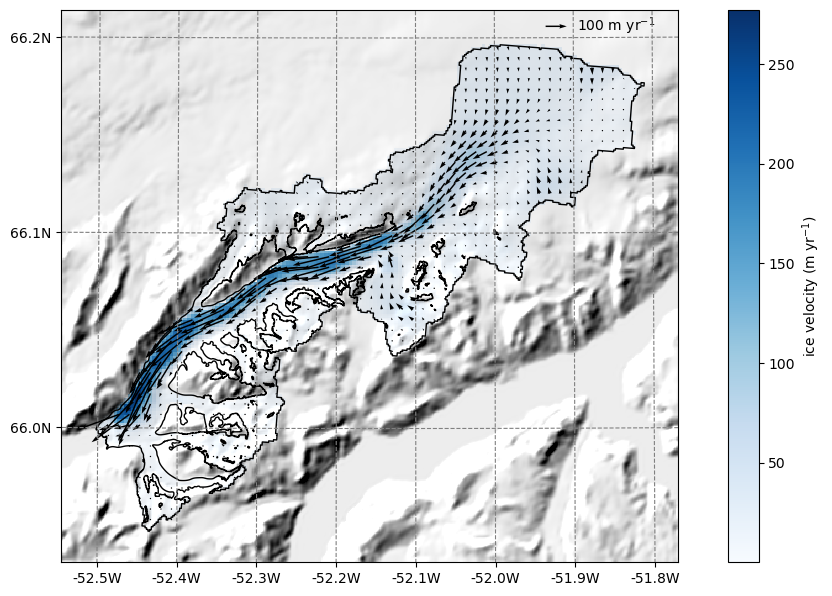 66.2N
100 m yr⁻¹
66.1N
66.0N
-52.5W -52.4W -52.3W -52.2W -52.1W -52.0W -51.9W -51.8W
250
200
150
100
50
ice velocity (m yr⁻¹)